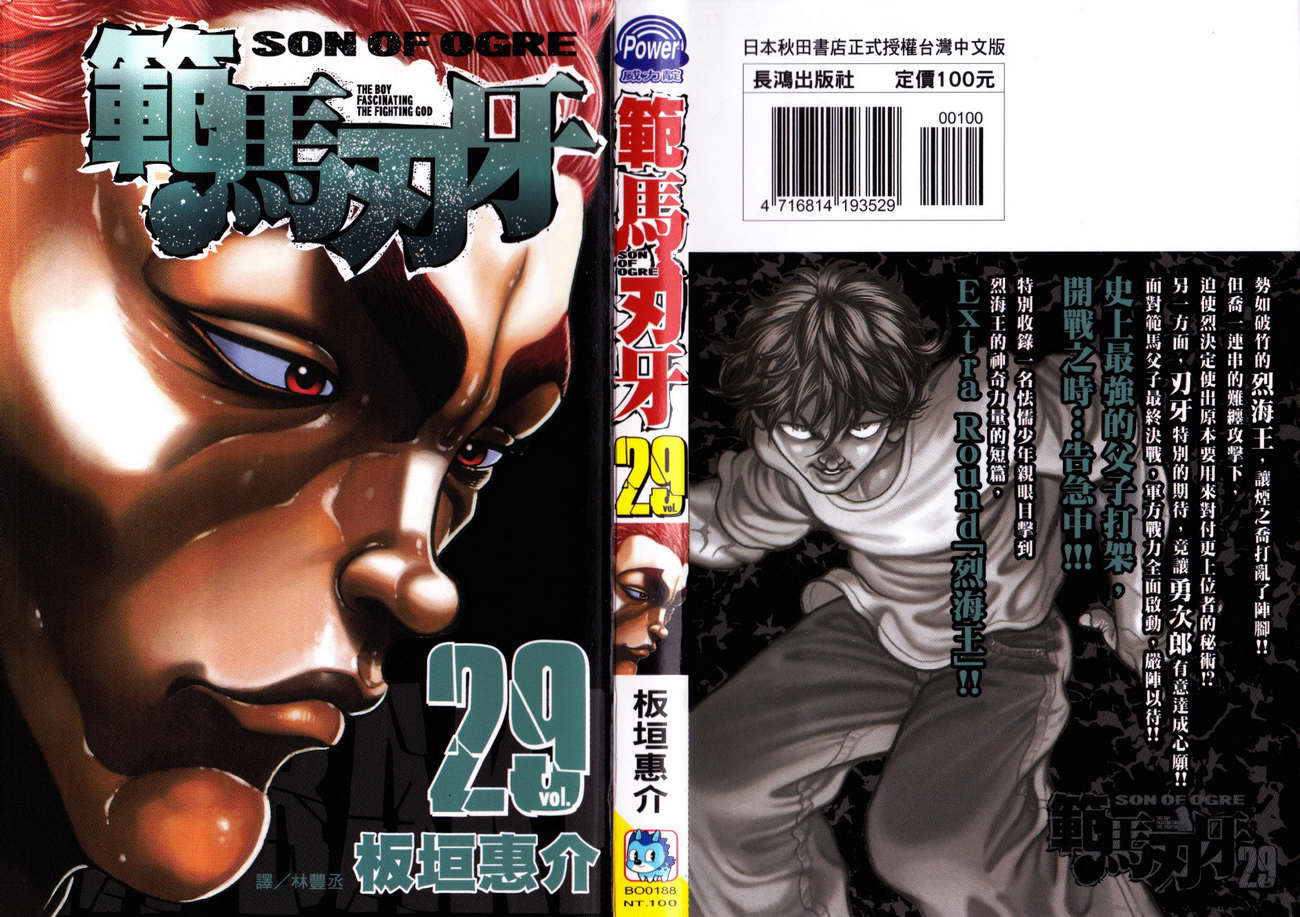 SON OF OGRE
THE BOY
FASCINATING
THE FIGHTING GOD
範馬刃牙
29
vol.
板垣惠介
譯／林豐丞
Power
範馬刃牙
SON
OF
OGRE
29
vol.
板垣惠介
BO0188
NT.100
日本秋田書店正式授權台灣中文版
長鴻出版社 定價100元
00100
4 716814 193529
勢如破竹的烈海王，讓煙之喬打亂了陣腳!!
但喬一連串的難纏攻擊下，
迫使烈決定使出原本要用來對付更上位者的秘術!?
另一方面，刃牙特別的期待，竟讓勇次郎有意達成心願!!
面對範馬父子最終決戰，軍方戰力全面啟動，嚴陣以待!!
史上最強的父子打架，
開戰之時…告急中!!!
特別收錄一名怯懦少年親眼目擊到
烈海王的神奇力量的短篇，
Extra Round『烈海王』!!
SON OF OGRE
範馬刃牙29